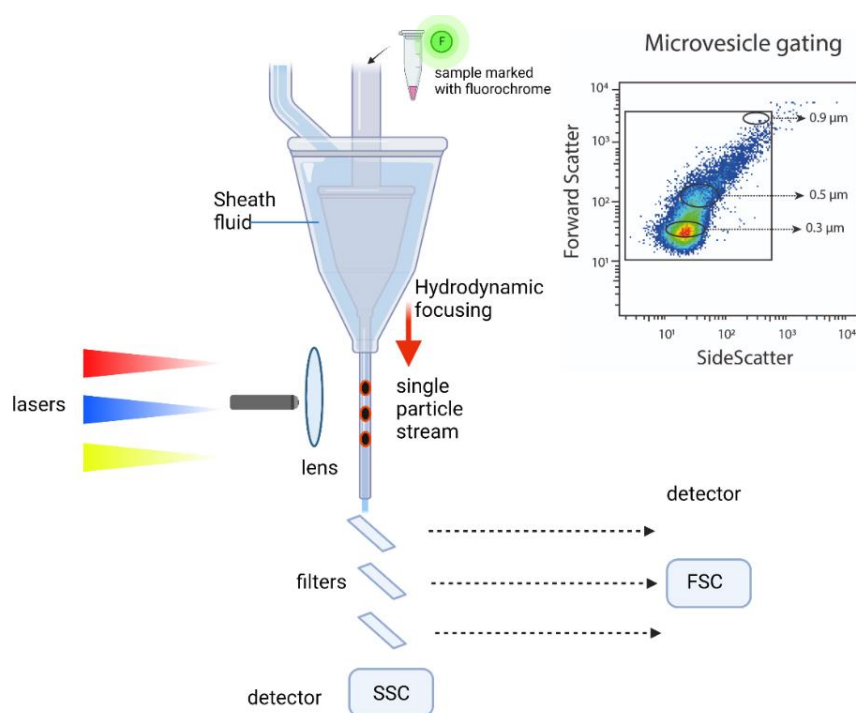 F
sample marked
with fluorochrome
Sheath
fluid
Hydrodynamic
focusing
lasers
single
particle
stream
lens
detector
filters
FSC
detector
SSC
Microvesicle gating
Forward Scatter
10⁴
10³
10²
10¹
0.9 µm
0.5 µm
0.3 µm
10¹
10²
10³
10⁴
SideScatter